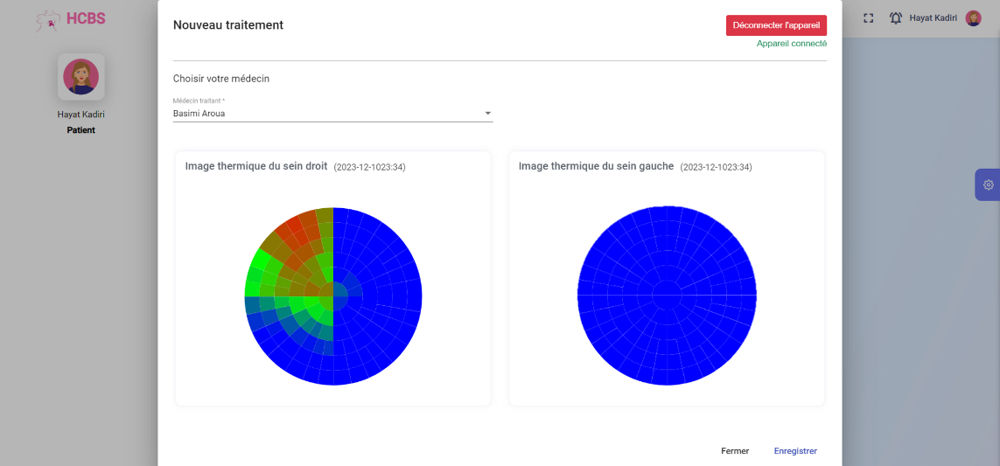 HCBS
Hayat Kadiri
Patient
Nouveau traitement
Déconnecter l'appareil
Appareil connecté
Hayat Kadiri
Choisir votre médecin
Médecin traitant *
Basimi Aroua
Image thermique du sein droit (2023-12-1023:34)
Image thermique du sein gauche (2023-12-1023:34)
Fermer
Enregistrer